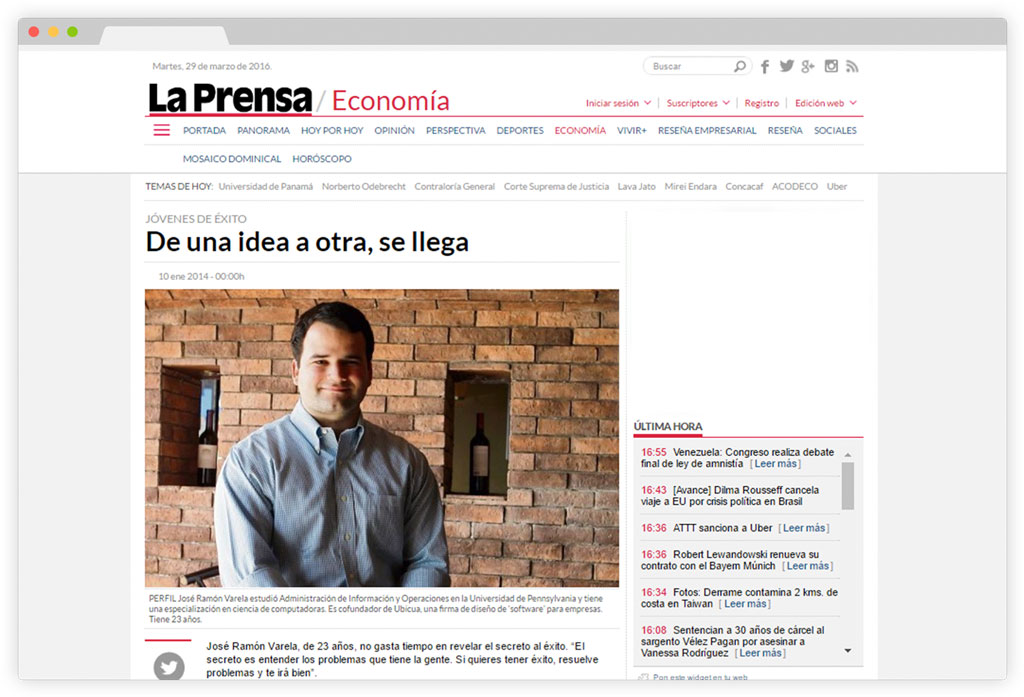 Martes, 29 de marzo de 2016.
Buscar
La Prensa / Economía
Iniciar sesión | Suscriptores | Registro | Edición web
PORTADA PANORAMA HOY POR HOY OPINIÓN PERSPECTIVA DEPORTES ECONOMÍA VIVIR+ RESEÑA EMPRESARIAL RESEÑA SOCIALES
MOSAICO DOMINICAL HORÓSCOPO
TEMAS DE HOY: Universidad de Panamá Norberto Odebrecht Contraloría General Corte Suprema de Justicia Lava Jato Mirei Endara Concacaf ACODECO Uber
JÓVENES DE ÉXITO
De una idea a otra, se llega
10 ene 2014 - 00:00h
PERFIL José Ramón Varela estudió Administración de Información y Operaciones en la Universidad de Pennsylvania y tiene
una especialización en ciencia de computadoras. Es cofundador de Ubicua, una firma de diseño de 'software' para empresas.
Tiene 23 años.
José Ramón Varela, de 23 años, no gasta tiempo en revelar el secreto al éxito. “El
secreto es entender los problemas que tiene la gente. Si quieres tener éxito, resuelve
problemas y te irá bien”.
ÚLTIMA HORA
16:55 Venezuela: Congreso realiza debate
final de ley de amnistía [Leer más]
16:43 [Avance] Dilma Rousseff cancela
viaje a EU por crisis política en Brasil
16:36 ATTT sanciona a Uber [Leer más]
16:36 Robert Lewandowski renueva su
contrato con el Bayern Múnich [Leer más]
16:34 Fotos: Derrame contamina 2 kms. de
costa en Taiwan [Leer más]
16:08 Sentencian a 30 años de cárcel al
sargento Vélez Pagan por asesinar a
Vanessa Rodríguez [Leer más]
Pon este widget en tu web